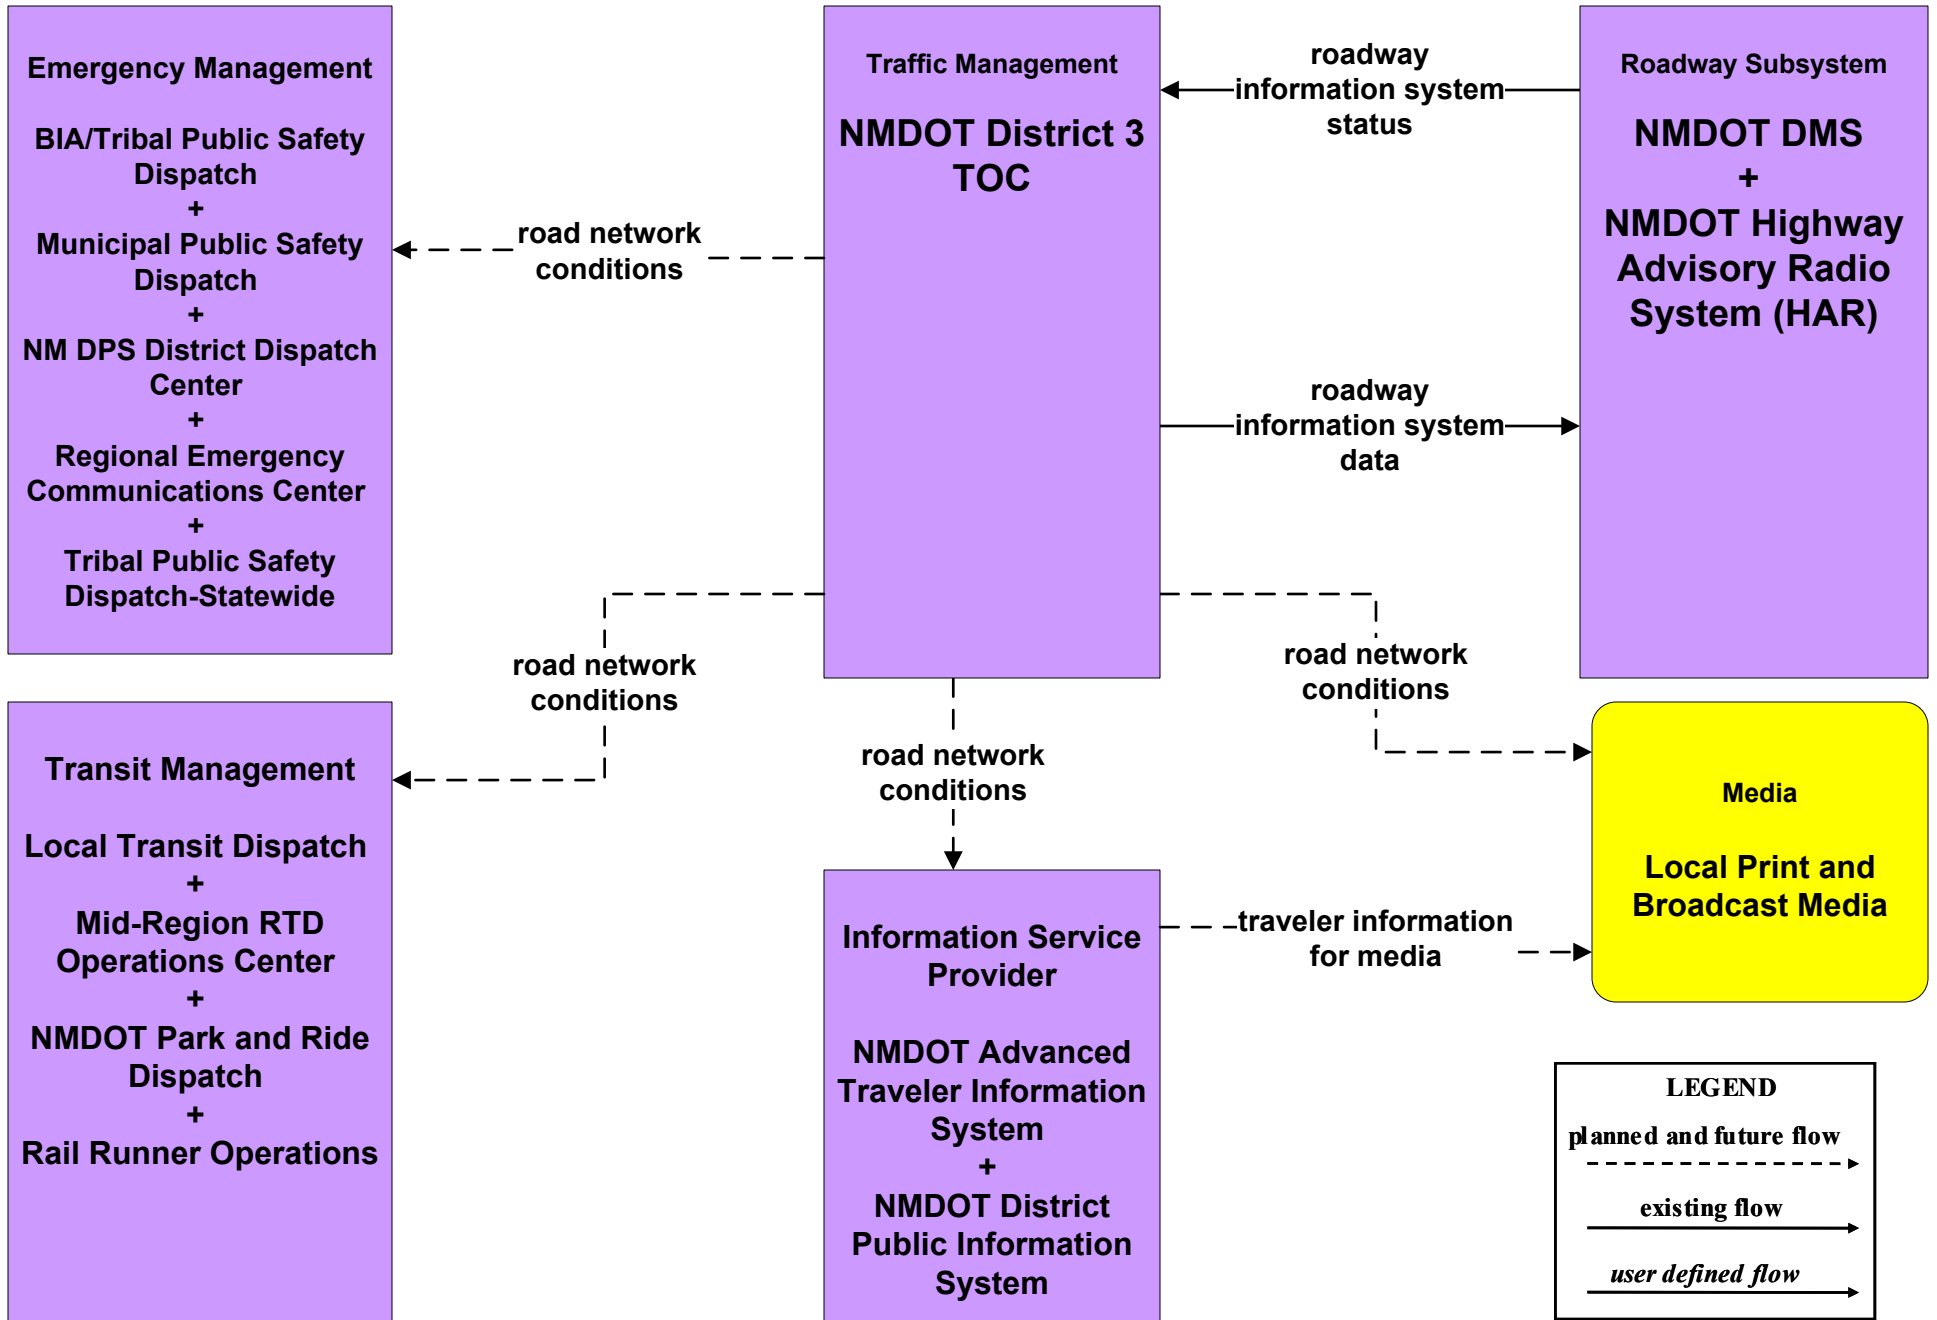 Emergency Management
BIA/Tribal Public Safety
Dispatch
+
Municipal Public Safety
Dispatch
+
NM DPS District Dispatch
Center
+
Regional Emergency
Communications Center
+
Tribal Public Safety
Dispatch-Statewide
road network
conditions
Traffic Management
NMDOT District 3
TOC
roadway
information system
status
roadway
information system
data
Roadway Subsystem
NMDOT DMS
+
NMDOT Highway
Advisory Radio
System (HAR)
road network
conditions
road network
conditions
road network
conditions
Transit Management
Local Transit Dispatch
+
Mid-Region RTD
Operations Center
+
NMDOT Park and Ride
Dispatch
+
Rail Runner Operations
Information Service
Provider
NMDOT Advanced
Traveler Information
System
+
NMDOT District
Public Information
System
traveler information
for media
Media
Local Print and
Broadcast Media
LEGEND
planned and future flow
existing flow
user defined flow